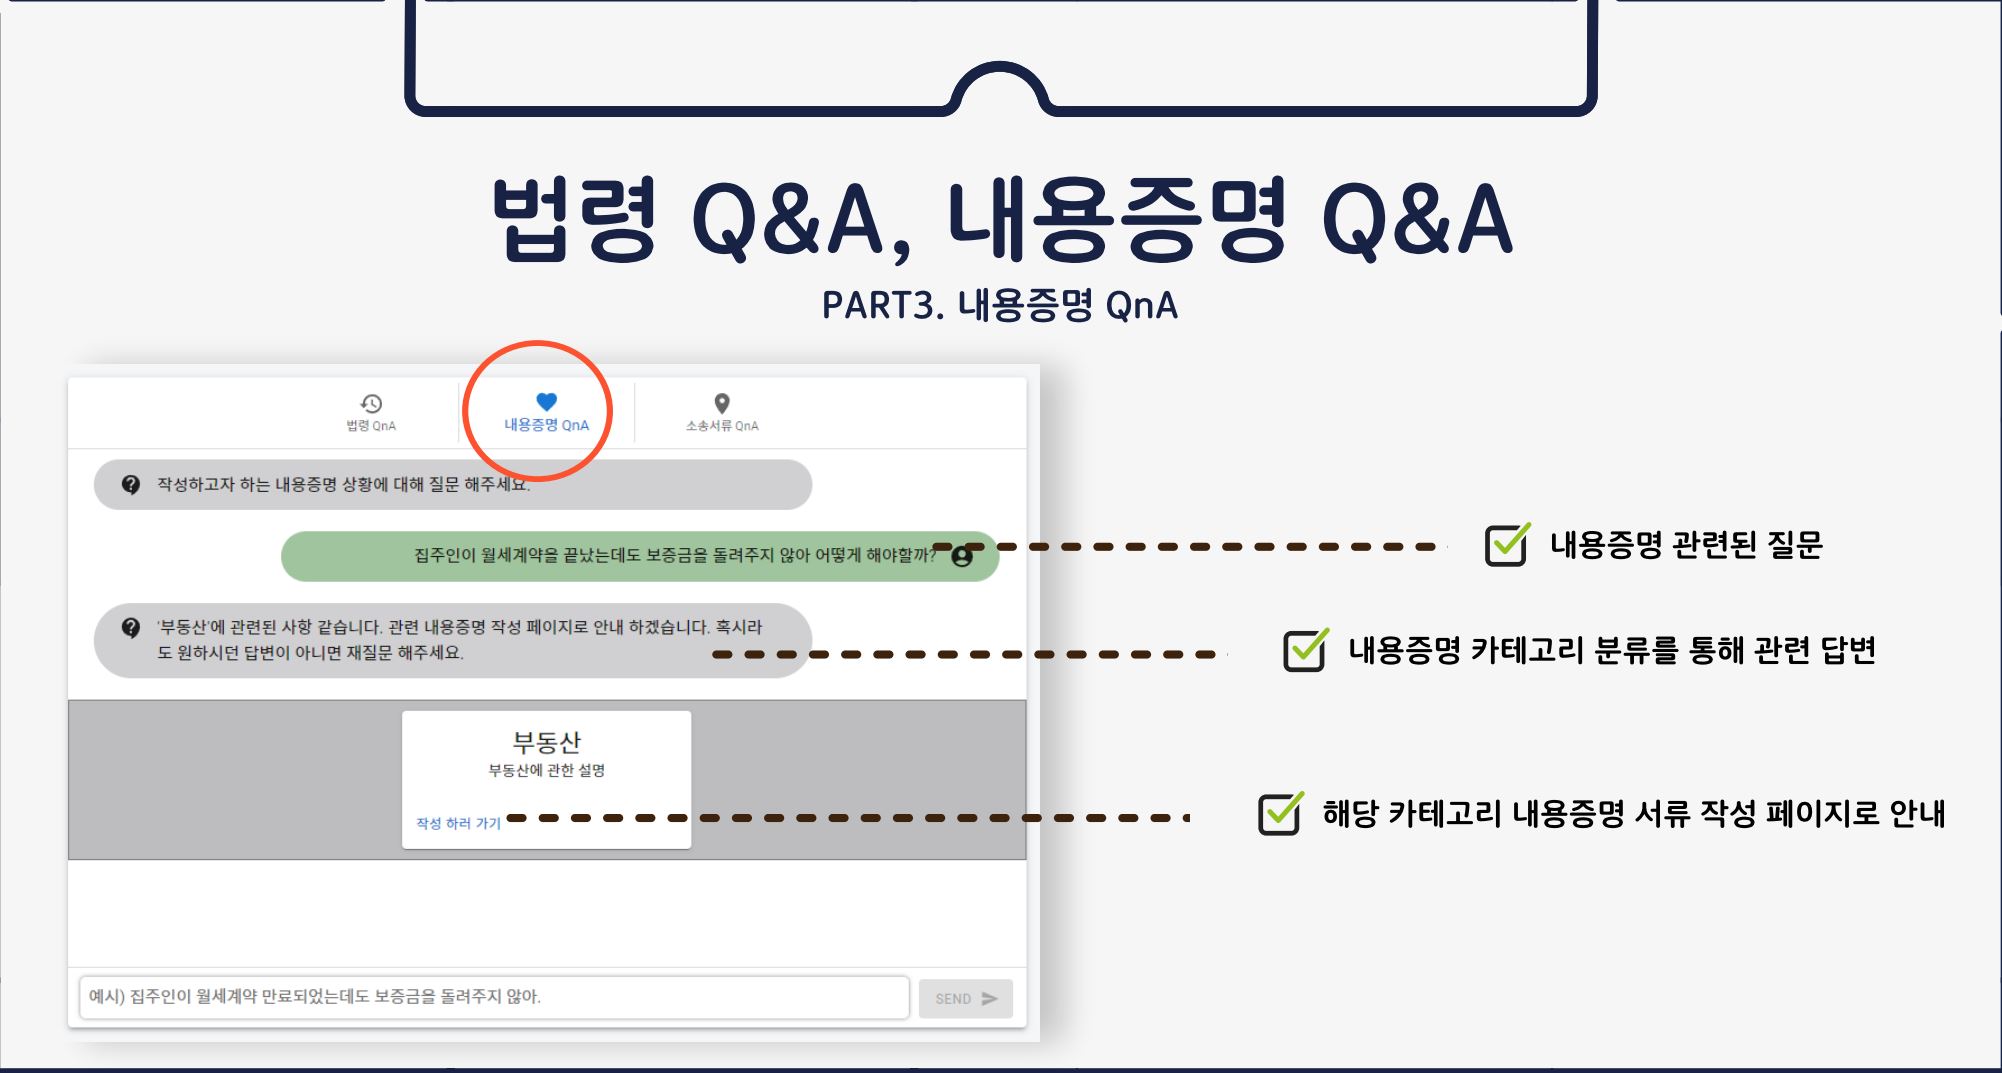 법령 Q&A, 내용증명 Q&A
PART3. 내용증명 QnA
법령 QnA
내용증명 QnA
소송서류 QnA
작성하고자 하는 내용증명 상황에 대해 질문 해주세요.
집주인이 월세계약을 끝났는데도 보증금을 돌려주지 않아 어떻게 해야할까?
내용증명 관련된 질문
'부동산'에 관련된 사항 같습니다. 관련 내용증명 작성 페이지로 안내 하겠습니다. 혹시라
도 원하시던 답변이 아니면 재질문 해주세요.
내용증명 카테고리 분류를 통해 관련 답변
부동산
부동산에 관한 설명
작성 하러 가기
해당 카테고리 내용증명 서류 작성 페이지로 안내
예시) 집주인이 월세계약 만료되었는데도 보증금을 돌려주지 않아.
SEND